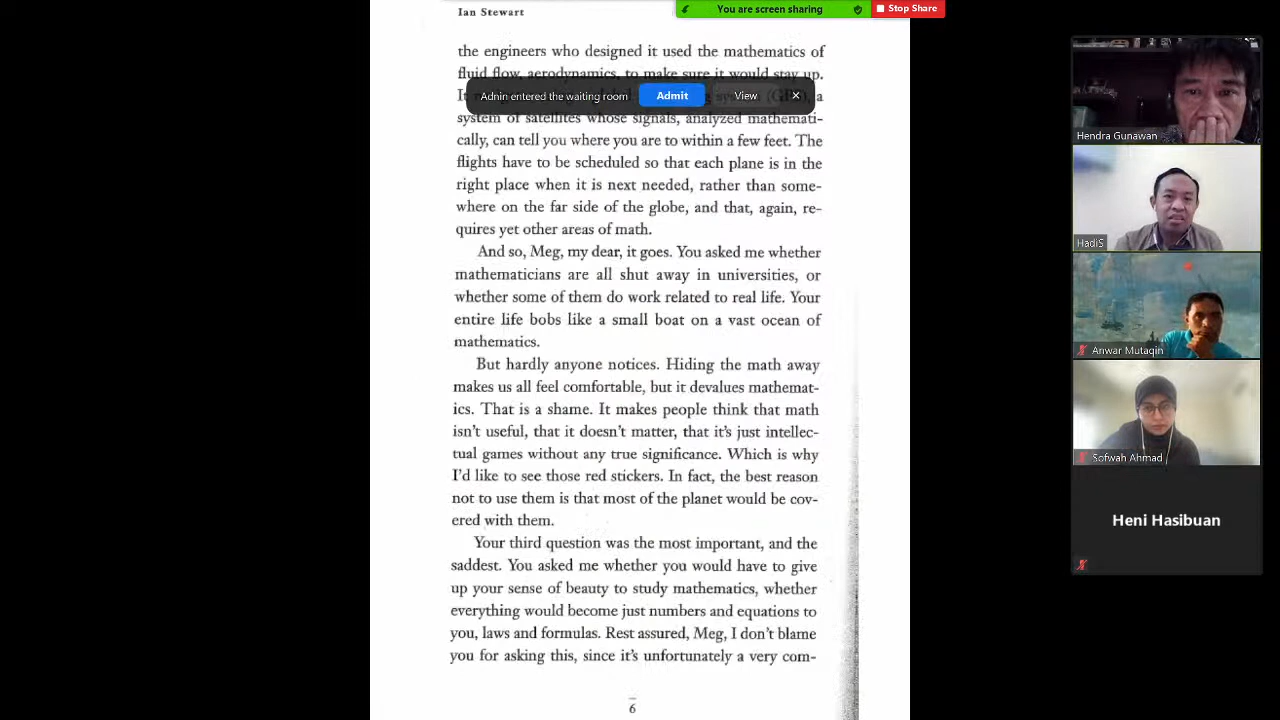 Ian Stewart
You are screen sharing
Stop Share
the engineers who designed it used the mathematics of
fluid flow, aerodynamics, to make sure it would stay up.
It
a
Admin entered the waiting room
Admit
View
system of satellites whose signals, analyzed mathemati-
cally, can tell you where you are to within a few feet. The
flights have to be scheduled so that each plane is in the
right place when it is next needed, rather than some-
where on the far side of the globe, and that, again, re-
quires yet other areas of math.
And so, Meg, my dear, it goes. You asked me whether
mathematicians are all shut away in universities, or
whether some of them do work related to real life. Your
entire life bobs like a small boat on a vast ocean of
mathematics.
But hardly anyone notices. Hiding the math away
makes us all feel comfortable, but it devalues mathemat-
ics. That is a shame. It makes people think that math
isn't useful, that it doesn't matter, that it's just intellec-
tual games without any true significance. Which is why
I'd like to see those red stickers. In fact, the best reason
not to use them is that most of the planet would be cov-
ered with them.
Your third question was the most important, and the
saddest. You asked me whether you would have to give
up your sense of beauty to study mathematics, whether
everything would become just numbers and equations to
you, laws and formulas. Rest assured, Meg, I don't blame
you for asking this, since it's unfortunately a very com-
6
Hendra Gunawan
HadiS
Anwar Mutaqin
Sofwah Ahmad
Heni Hasibuan